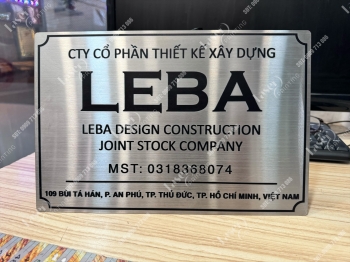 CTY CỔ PHẦN THIẾT KẾ XÂY DỰNG
LEBA
LEBA DESIGN CONSTRUCTION
JOINT STOCK COMPANY
MST: 0318368074
109 BÙI TÁ HÁN, P. AN PHÚ, TP. THỦ ĐỨC, TP. HỒ CHÍ MINH, VIỆT NAM